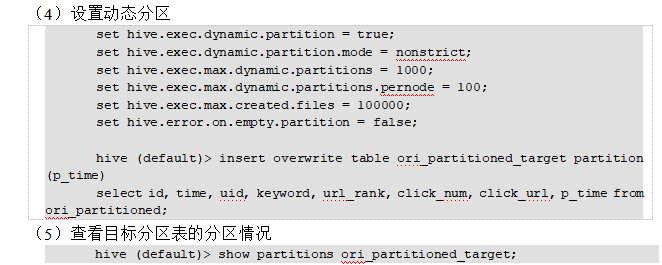 （4）设置动态分区
set hive.exec.dynamic.partition = true;
set hive.exec.dynamic.partition.mode = nonstrict;
set hive.exec.max.dynamic.partitions = 1000;
set hive.exec.max.dynamic.partitions.pernode = 100;
set hive.exec.max.created.files = 100000;
set hive.error.on.empty.partition = false;
hive (default)> insert overwrite table ori_partitioned_target partition
(p_time)
select id, time, uid, keyword, url_rank, click_num, click_url, p_time from
ori_partitioned;
（5）查看目标分区表的分区情况
hive (default)> show partitions ori_partitioned_target;